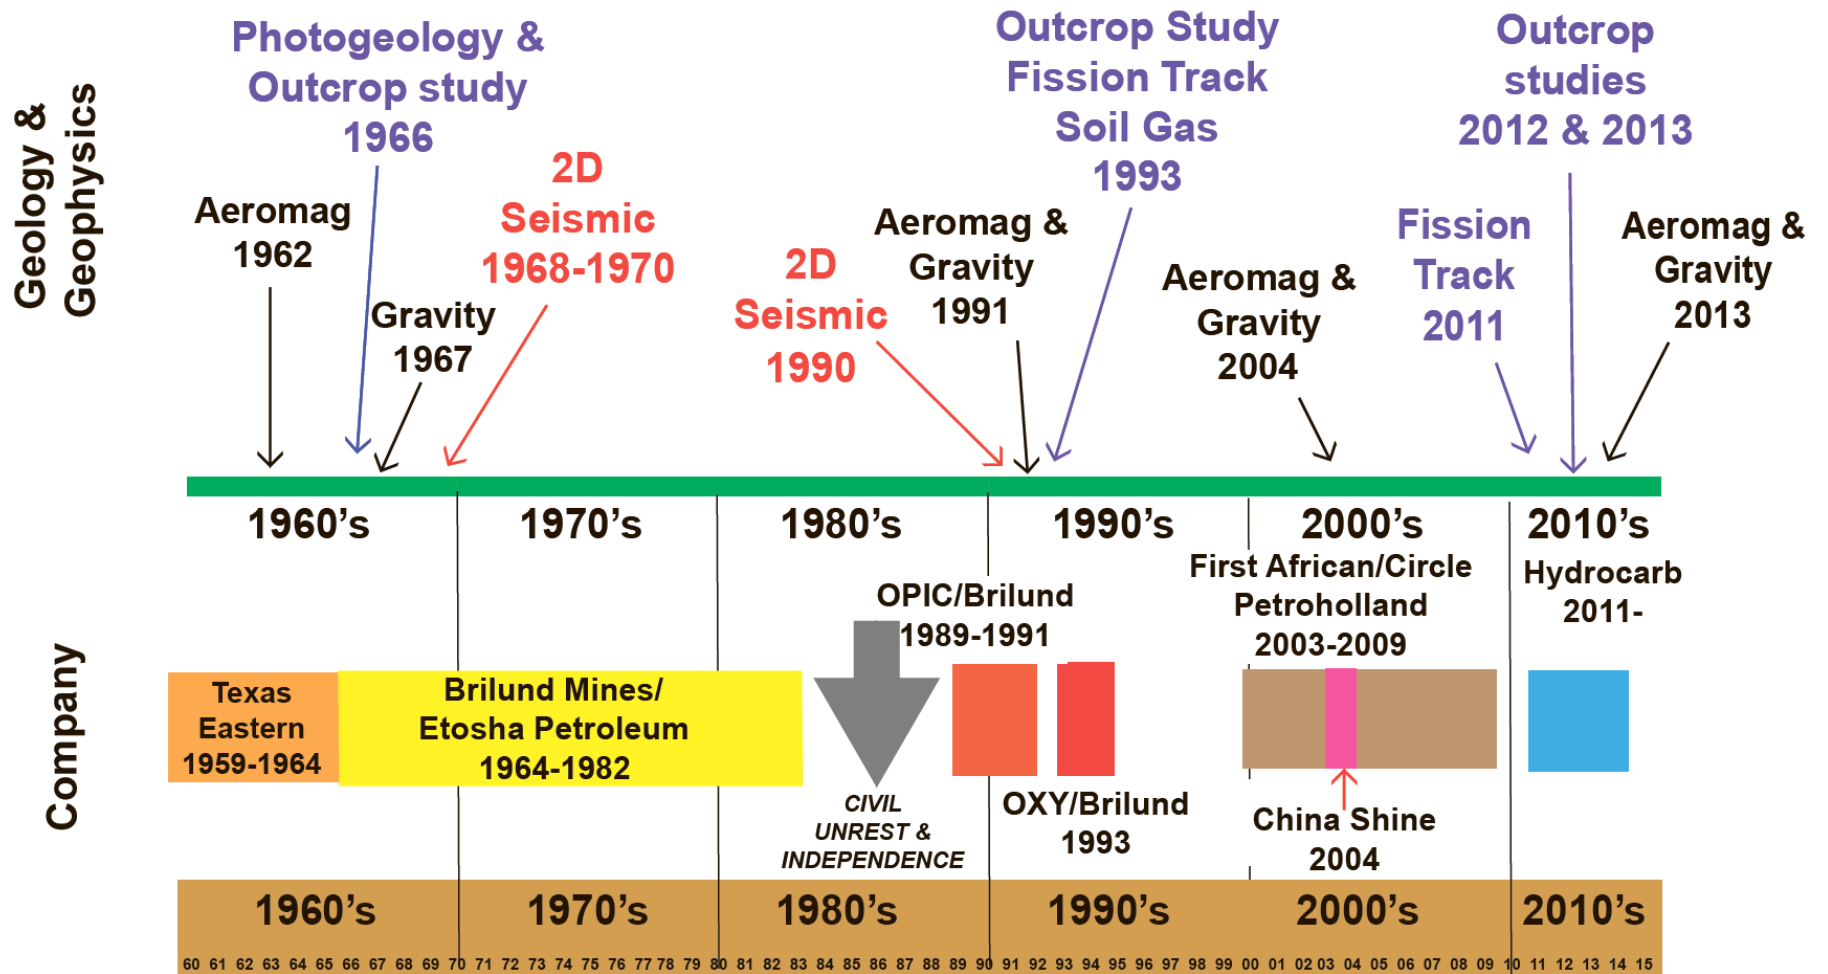 Geology &
Geophysics
Photogeology &
Outcrop study
1966
Aeromag
1962
Gravity
1967
2D
Seismic
1968-1970
2D
Seismic
1990
Aeromag &
Gravity
1991
Outcrop Study
Fission Track
Soil Gas
1993
Aeromag &
Gravity
2004
Fission
Track
2011
Outcrop
studies
2012 & 2013
Aeromag &
Gravity
2013
1960's 1970's 1980's 1990's 2000's 2010's
Company
Texas
Eastern
1959-1964
Brilund Mines/
Etosha Petroleum
1964-1982
CIVIL
UNREST &
INDEPENDENCE
OPIC/Brilund
1989-1991
OXY/Brilund
1993
First African/Circle
Petroholland
2003-2009
China Shine
2004
Hydrocarb
2011-
1960's 1970's 1980's 1990's 2000's 2010's
60 61 62 63 64 65 66 67 68 69 70 71 72 73 74 75 76 77 78 79 80 81 82 83 84 85 86 87 88 89 90 91 92 93 94 95 96 97 98 99 00 01 02 03 04 05 06 07 08 09 10 11 12 13 14 15